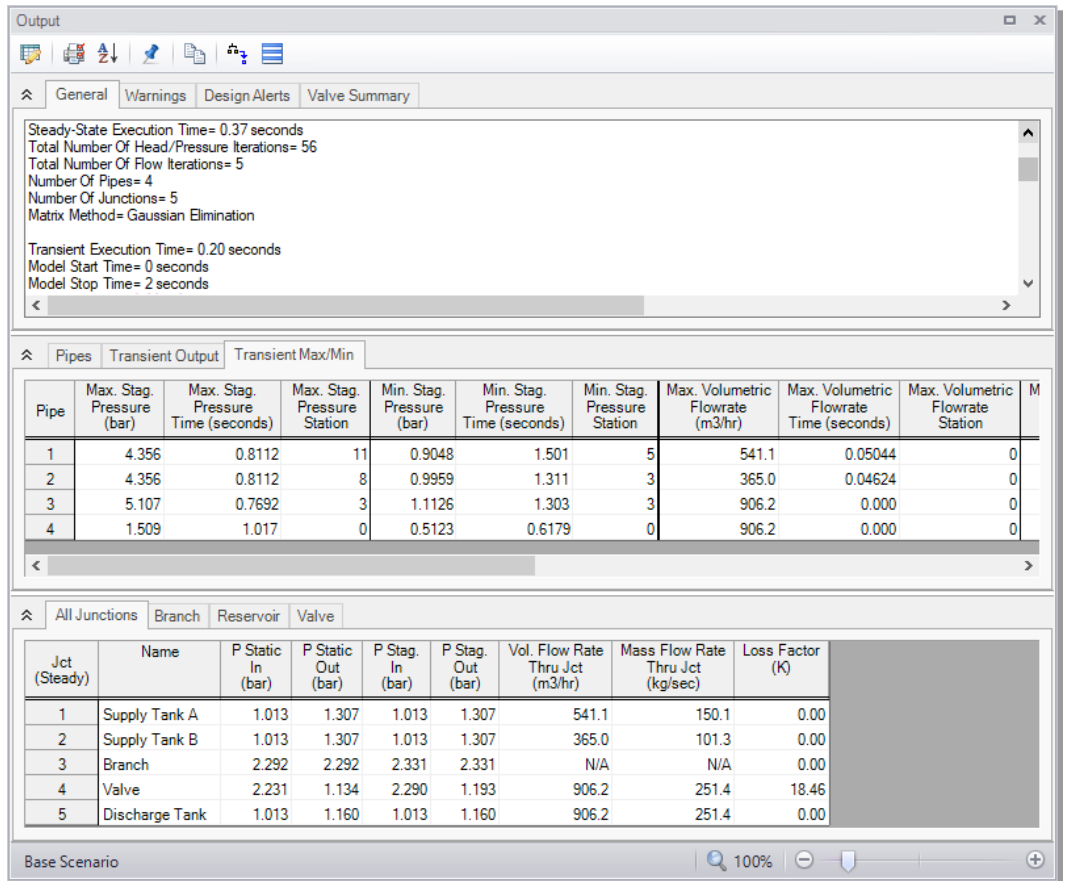 Output
General Warnings Design Alerts Valve Summary
Steady-State Execution Time= 0.37 seconds
Total Number Of Head/Pressure Iterations= 56
Total Number Of Flow Iterations= 5
Number Of Pipes= 4
Number Of Junctions= 5
Matrix Method= Gaussian Elimination
Transient Execution Time= 0.20 seconds
Model Start Time= 0 seconds
Model Stop Time= 2 seconds
Pipes Transient Output Transient Max/Min
Pipe Max. Stag. Pressure (bar) Max. Stag. Pressure Time (seconds) Max. Stag. Pressure Station Min. Stag. Pressure (bar) Min. Stag. Pressure Time (seconds) Min. Stag. Pressure Station Max. Volumetric Flowrate (m3/hr) Max. Volumetric Flowrate Time (seconds) Max. Volumetric Flowrate Station M
1 4.356 0.8112 11 0.9048 1.501 5 541.1 0.05044 0
2 4.356 0.8112 8 0.9959 1.311 3 365.0 0.04624 0
3 5.107 0.7692 3 1.1126 1.303 3 906.2 0.000 0
4 1.509 1.017 0 0.5123 0.6179 0 906.2 0.000 0
All Junctions Branch Reservoir Valve
Jct (Steady) Name P Static In (bar) P Static Out (bar) P Stag. In (bar) P Stag. Out (bar) Vol. Flow Rate Thru Jct (m3/hr) Mass Flow Rate Thru Jct (kg/sec) Loss Factor (K)
1 Supply Tank A 1.013 1.307 1.013 1.307 541.1 150.1 0.00
2 Supply Tank B 1.013 1.307 1.013 1.307 365.0 101.3 0.00
3 Branch 2.292 2.292 2.331 2.331 N/A N/A 0.00
4 Valve 2.231 1.134 2.290 1.193 906.2 251.4 18.46
5 Discharge Tank 1.013 1.160 1.013 1.160 906.2 251.4 0.00
Base Scenario 100%